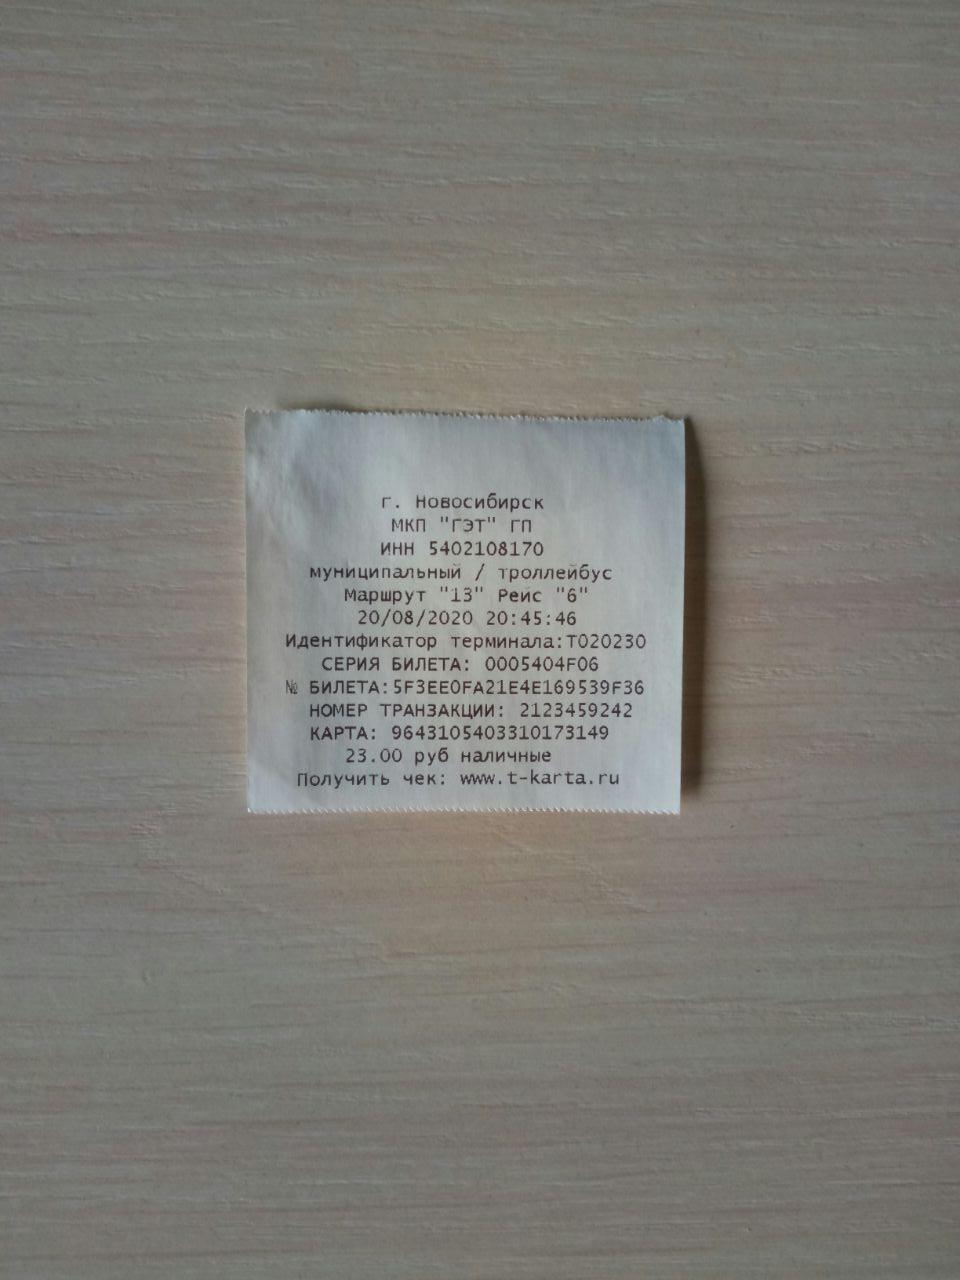 г. Новосибирск
МКП "ГЭТ" ГП
ИНН 5402108170
муниципальный / троллейбус
Маршрут "13" Рейс "6"
20/08/2020 20:45:46
Идентификатор терминала:T020230
СЕРИЯ БИЛЕТА: 0005404F06
№ БИЛЕТА:5F3EE0FA21E4E169539F36
НОМЕР ТРАНЗАКЦИИ: 2123459242
КАРТА: 9643105403310173149
23.00 руб наличные
Получить чек: www.t-karta.ru